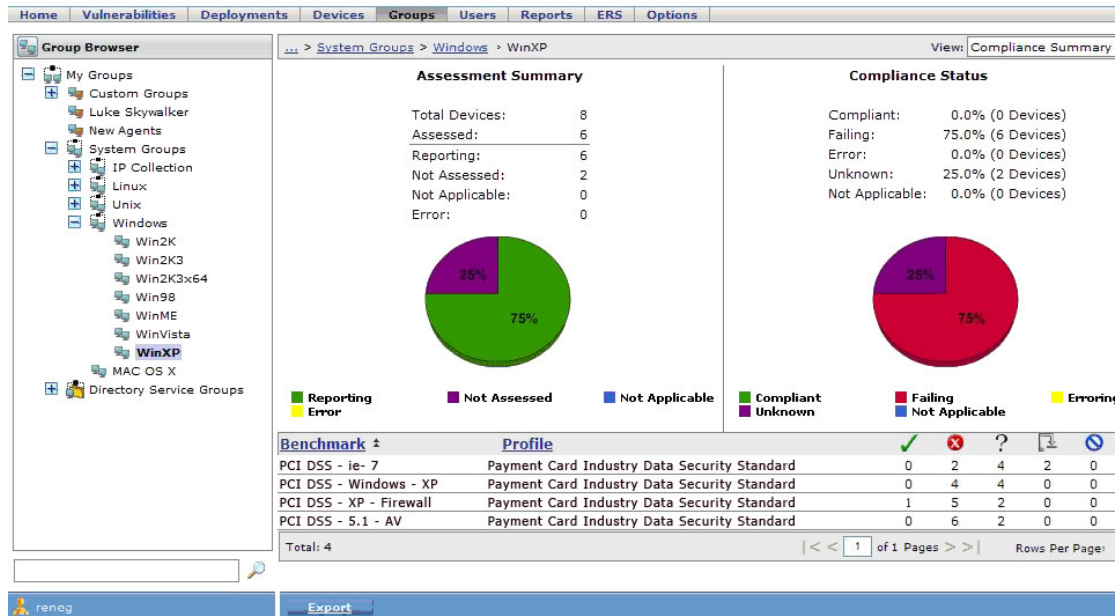 Home Vulnerabilities Deployments Devices Groups Users Reports ERS Options
Group Browser
My Groups
Custom Groups
Luke Skywalker
New Agents
System Groups
IP Collection
Linux
Unix
Windows
Win2K
Win2K3
Win2K3x64
Win98
WinME
WinVista
WinXP
MAC OS X
Directory Service Groups
... > System Groups > Windows > WinXP View: Compliance Summary
Assessment Summary
Total Devices: 8
Assessed: 6
Reporting: 6
Not Assessed: 2
Not Applicable: 0
Error: 0
25%
75%
Reporting Not Assessed Not Applicable
Error
Compliance Status
Compliant: 0.0% (0 Devices)
Failing: 75.0% (6 Devices)
Error: 0.0% (0 Devices)
Unknown: 25.0% (2 Devices)
Not Applicable: 0.0% (0 Devices)
25%
75%
Compliant Failing Erroring
Unknown Not Applicable
Benchmark Profile ?
PCI DSS - ie- 7 Payment Card Industry Data Security Standard 0 2 4 2 0
PCI DSS - Windows - XP Payment Card Industry Data Security Standard 0 4 4 0 0
PCI DSS - XP - Firewall Payment Card Industry Data Security Standard 1 5 2 0 0
PCI DSS - 5.1 - AV Payment Card Industry Data Security Standard 0 6 2 0 0
Total: 4 |< < 1 of 1 Pages > >| Rows Per Page:
renog Export